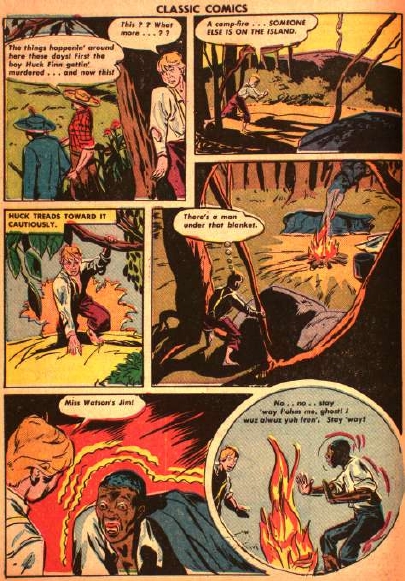 CLASSIC COMICS
The things happenin' around
here these days! First the
boy Huck Finn gettin'
murdered . . . and now this!
This ? ? What
more . . . ? ?
A camp-fire . . . SOMEONE
ELSE IS ON THE ISLAND.
HUCK TREADS TOWARD IT
CAUTIOUSLY.
There's a man
under that blanket.
Miss Watson's Jim!
No . . no . . stay
'way f'um me, ghost! I
wuz alwuz yuh fren'. Stay 'way!